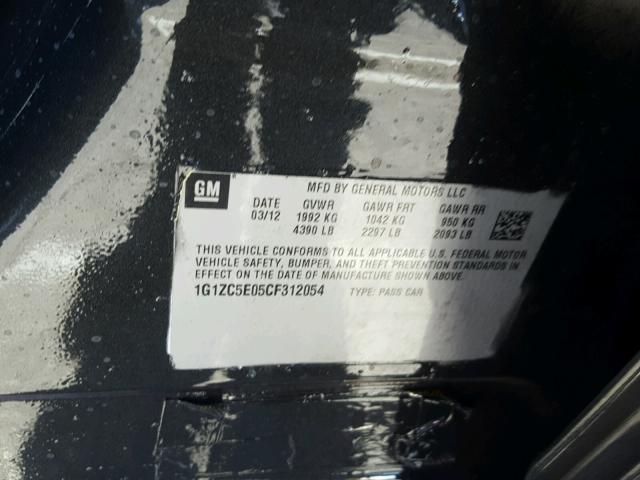 GM
MFD BY GENERAL MOTORS LLC
DATE GVWR GAWR FRT GAWR RR
03/12 1992 KG 1042 KG 950 KG
4390 LB 2297 LB 2093 LB
THIS VEHICLE CONFORMS TO ALL APPLICABLE U.S. FEDERAL MOTOR
VEHICLE SAFETY, BUMPER, AND THEFT PREVENTION STANDARDS IN
EFFECT ON THE DATE OF MANUFACTURE SHOWN ABOVE.
1G1ZC5E05CF312054 TYPE: PASS CAR